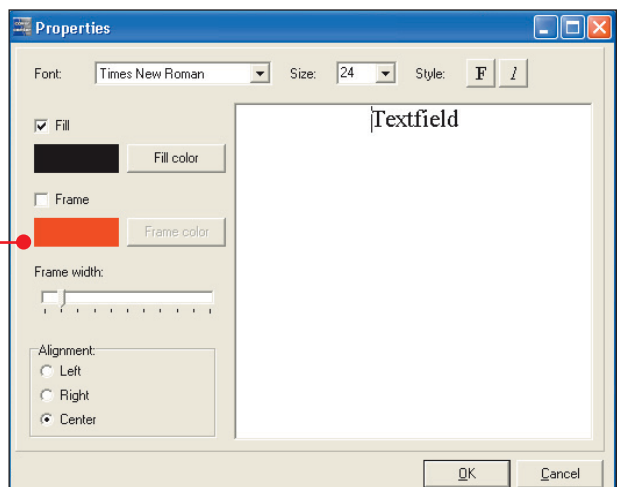 Properties
Font: Times New Roman Size: 24 Style: F I
Textfield
Fill
Fill color
Frame
Frame color
Frame width:
Alignment:
Left
Right
Center
OK Cancel